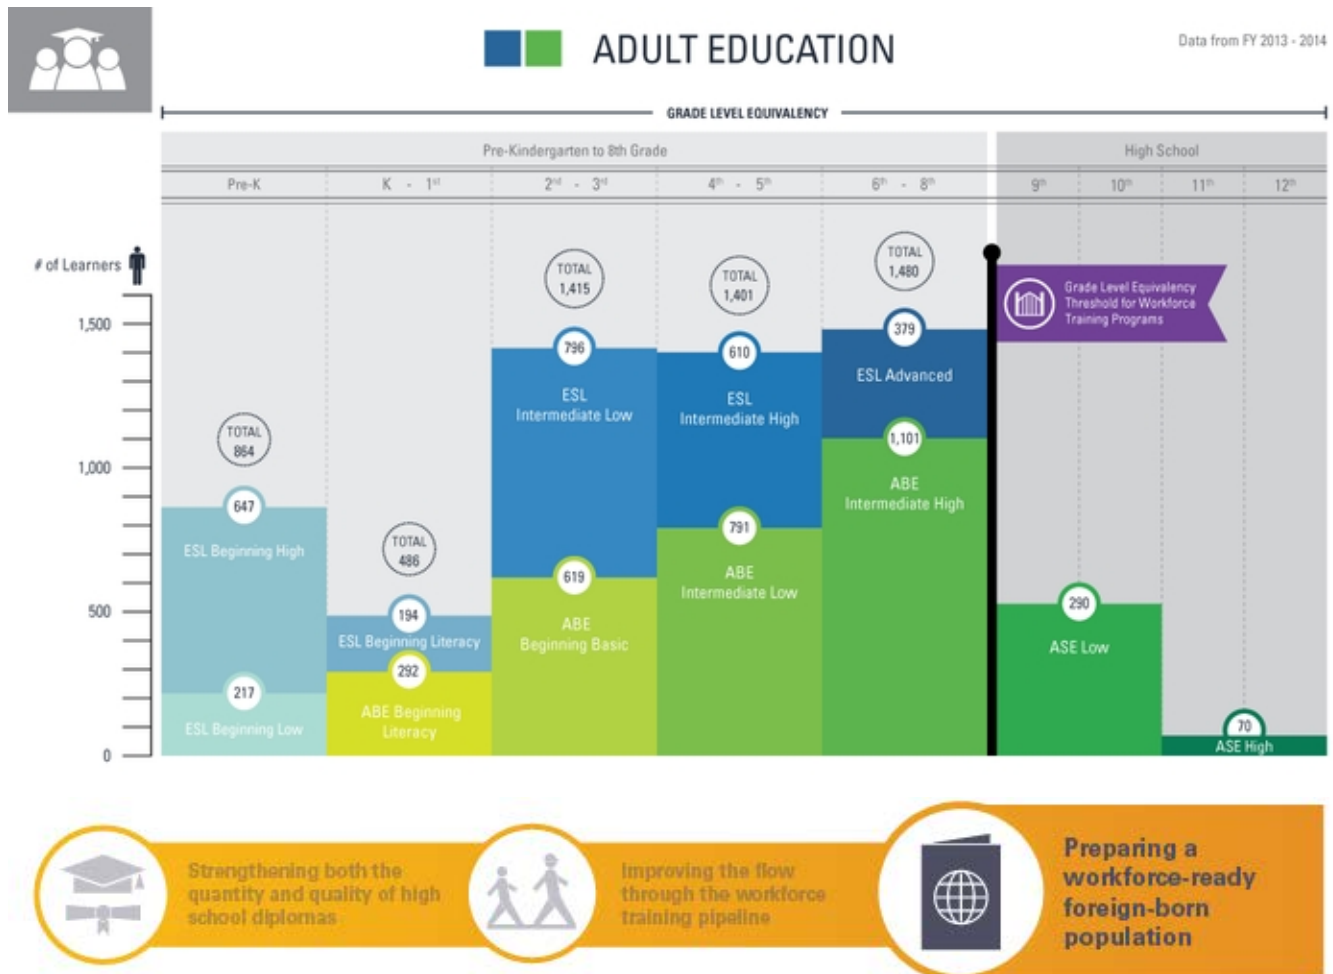 ADULT EDUCATION
Data from FY 2013 - 2014
GRADE LEVEL EQUIVALENCY
Pre-Kindergarten to 8th Grade
High School
Pre-K
K - 1st
2nd - 3rd
4th - 5th
6th - 8th
9th
10th
11th
12th
# of Learners
1,500
1,000
500
0
TOTAL
864
647
ESL Beginning High
217
ESL Beginning Low
TOTAL
486
194
ESL Beginning Literacy
292
ABE Beginning
Literacy
TOTAL
1,415
796
ESL
Intermediate Low
619
ABE
Beginning Basic
TOTAL
1,401
610
ESL
Intermediate High
791
ABE
Intermediate Low
TOTAL
1,480
379
ESL Advanced
1,101
ABE
Intermediate High
Grade Level Equivalency
Threshold for Workforce
Training Programs
290
ASE Low
70
ASE High
Strengthening both the
quantity and quality of high
school diplomas
Improving the flow
through the workforce
training pipeline
Preparing a
workforce-ready
foreign-born
population